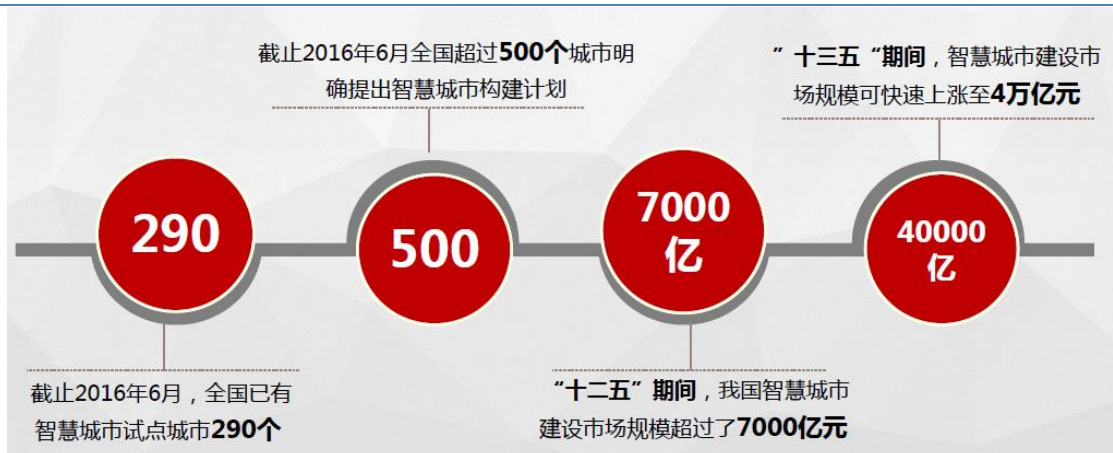 截止2016年6月全国超过500个城市明
确提出智慧城市构建计划
”十三五“期间，智慧城市建设市
场规模可快速上涨至4万亿元
290
500
7000
亿
40000
亿
截止2016年6月，全国已有
智慧城市试点城市290个
“十二五”期间，我国智慧城市
建设市场规模超过了7000亿元